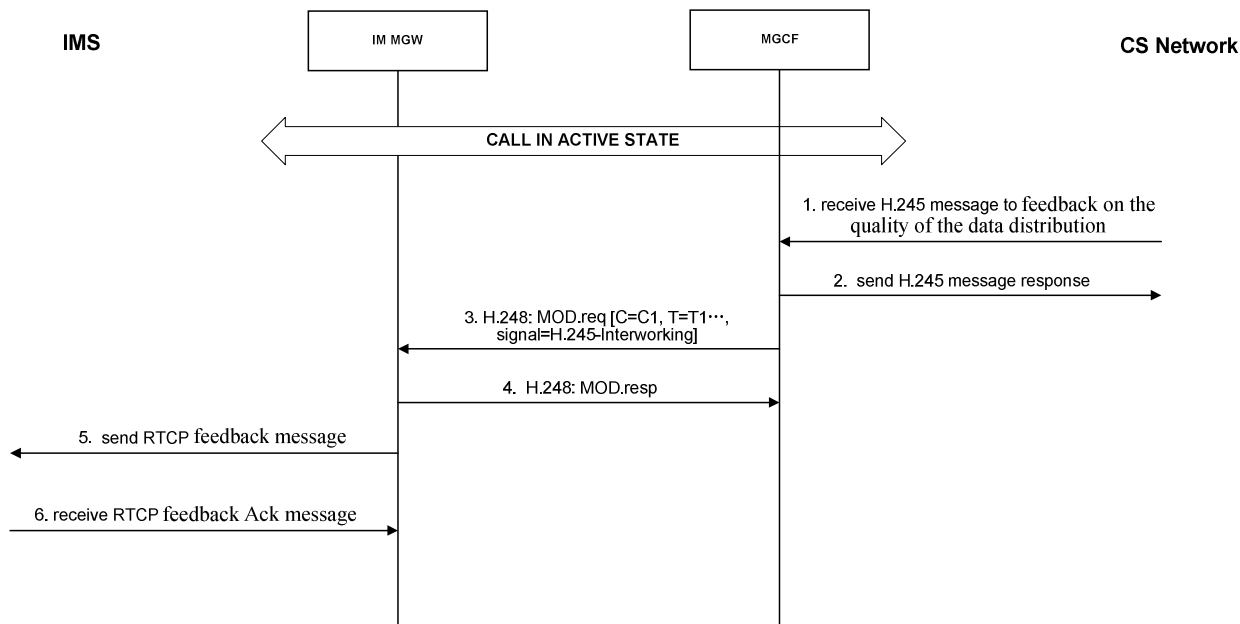 IMS
IM MGW
MGCF
CS Network
CALL IN ACTIVE STATE
1. receive H.245 message to feedback on the
quality of the data distribution
2. send H.245 message response
3. H.248: MOD.req [C=C1, T=T1⋯,
signal=H.245-Interworking]
4. H.248: MOD.resp
5. send RTCP feedback message
6. receive RTCP feedback Ack message